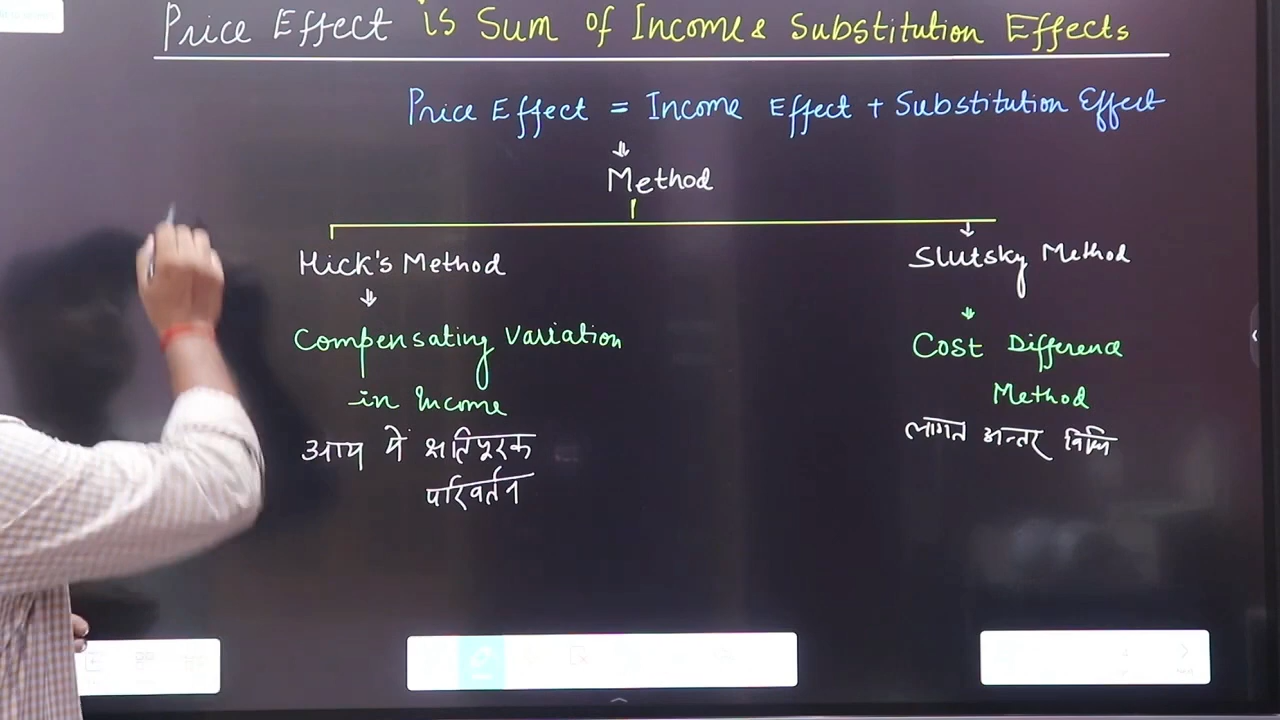 Price Effect is Sum of Income & Substitution Effects
Price Effect = Income Effect + Substitution Effect
Method
Hick's Method
Slutsky Method
Compensating Variation
in Income
Cost Difference
Method
आय में क्षतिपूरक
परिवर्तन
लागत अन्तर विधि